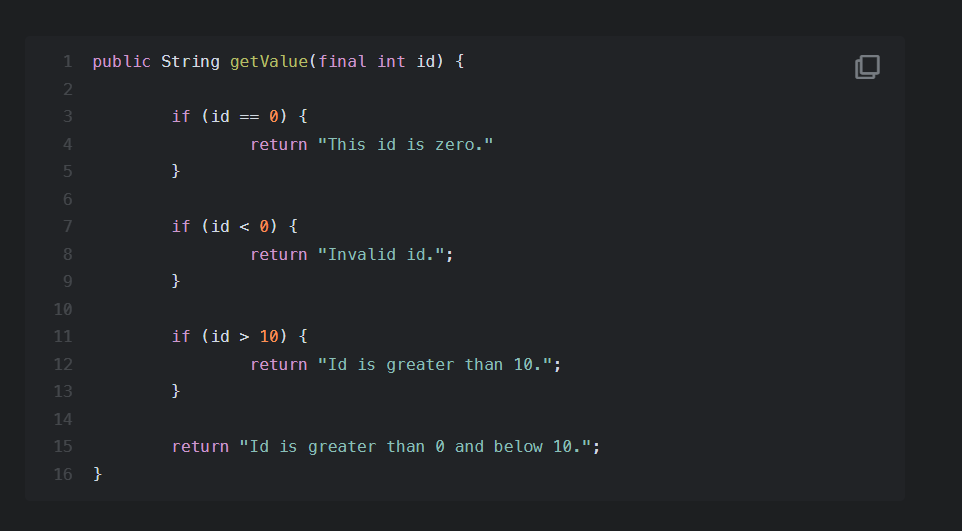 1 public String getValue(final int id) {
2
3         if (id == 0) {
4                 return "This id is zero."
5         }
6
7         if (id < 0) {
8                 return "Invalid id.";
9         }
10
11         if (id > 10) {
12                 return "Id is greater than 10.";
13         }
14
15         return "Id is greater than 0 and below 10.";
16 }